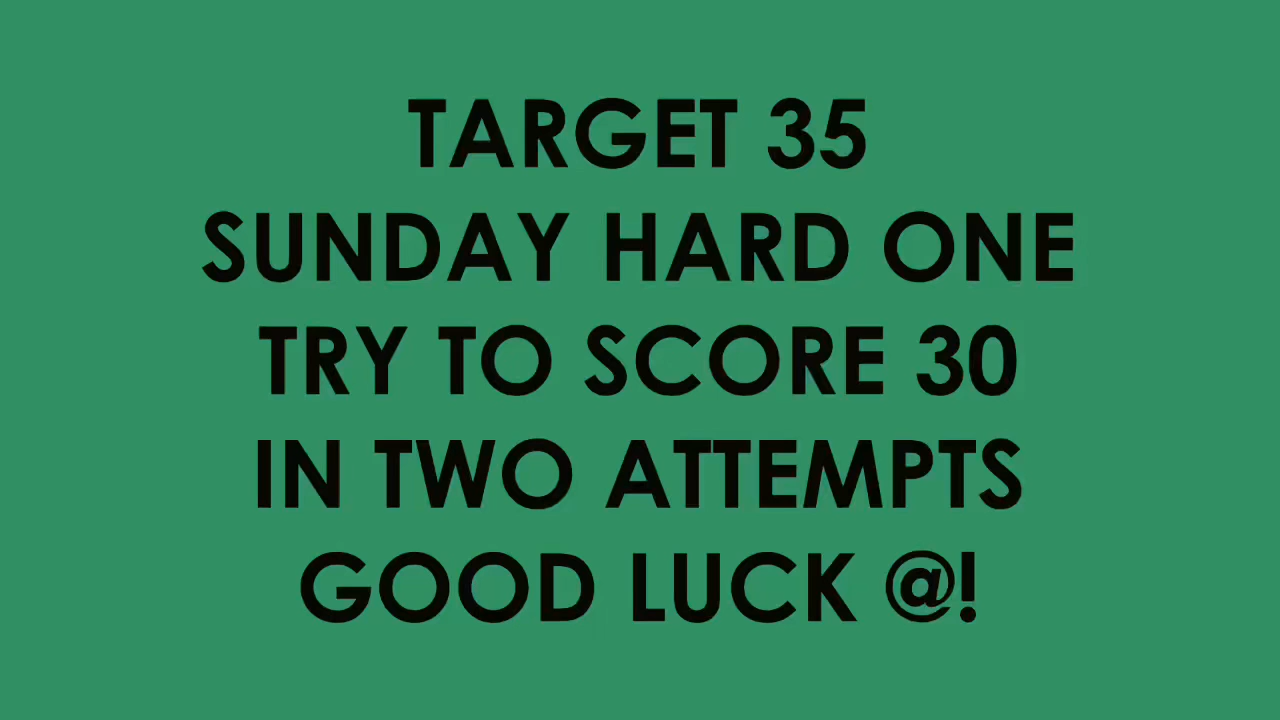 TARGET 35
SUNDAY HARD ONE
TRY TO SCORE 30
IN TWO ATTEMPTS
GOOD LUCK @!